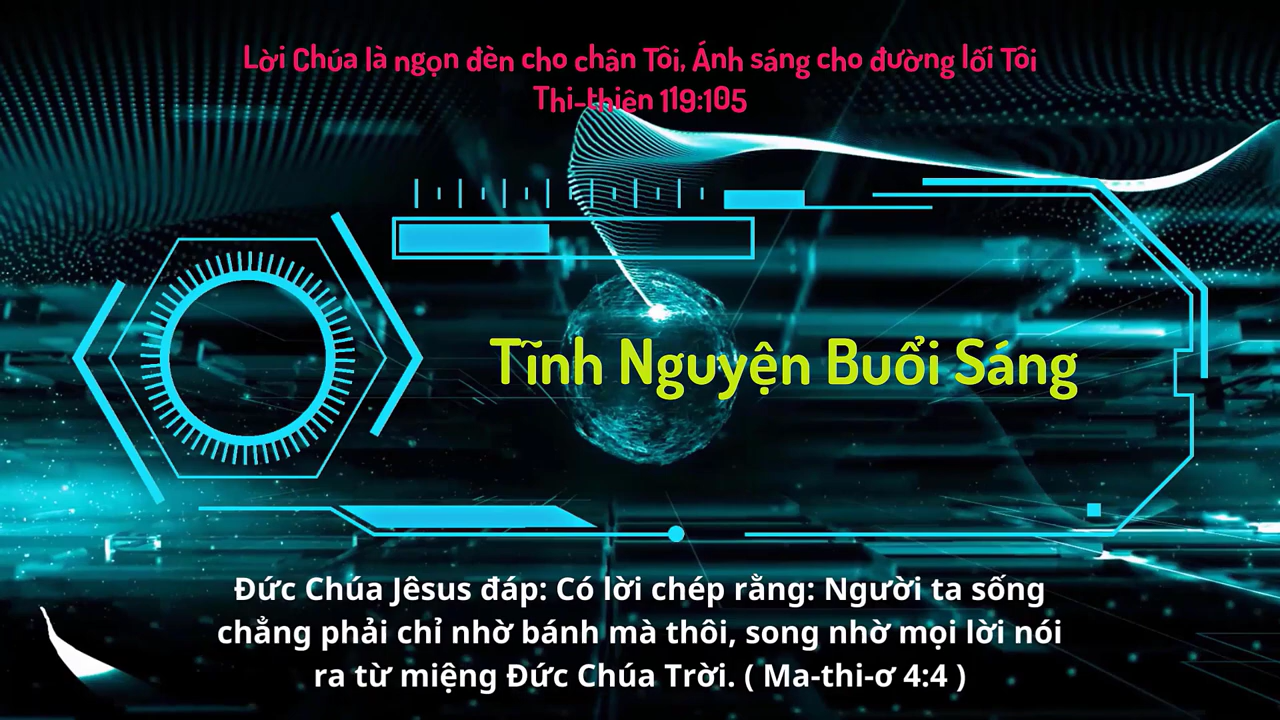 Lời Chúa là ngọn đèn cho chân Tôi, Ánh sáng cho đường lối Tôi
Thi-thiên 119:105
Tĩnh Nguyện Buổi Sáng
Đức Chúa Jêsus đáp: Có lời chép rằng: Người ta sống
chẳng phải chỉ nhờ bánh mà thôi, song nhờ mọi lời nói
ra từ miệng Đức Chúa Trời. ( Ma-thi-ơ 4:4 )